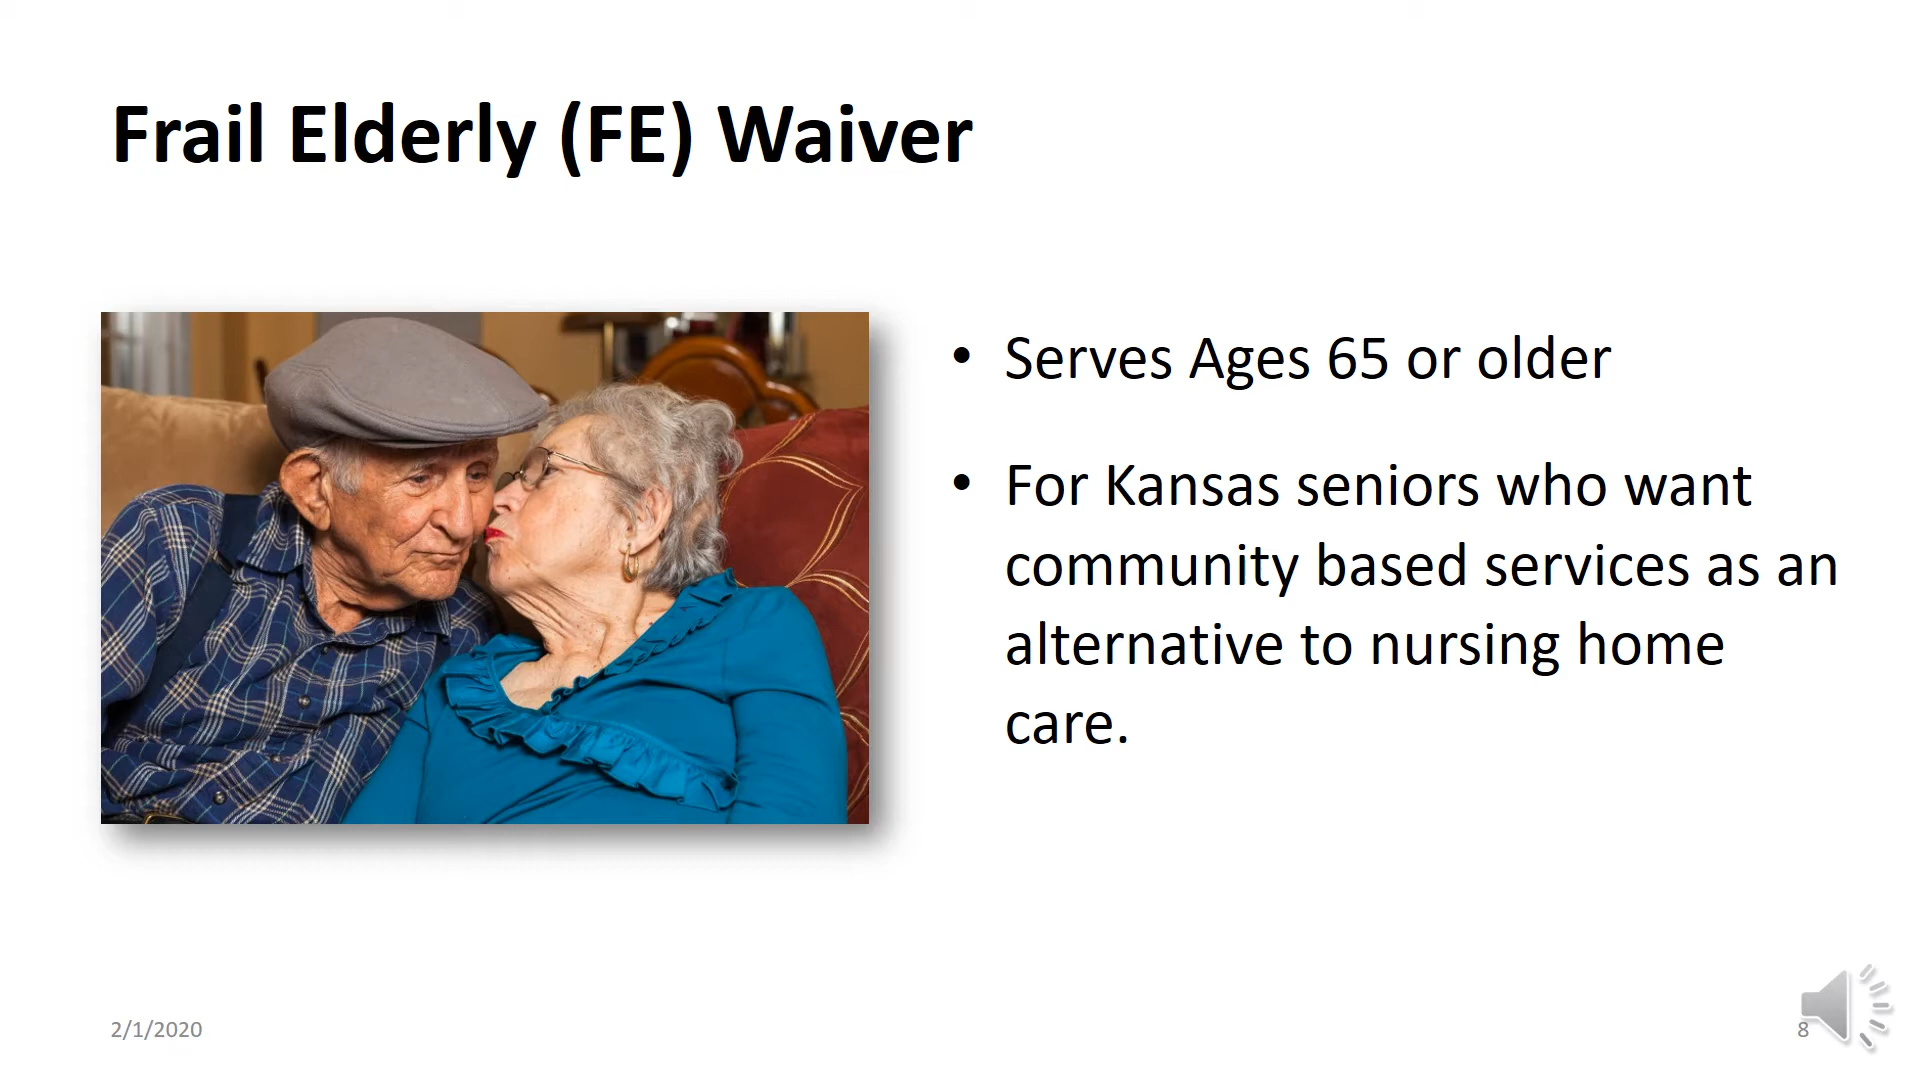 Frail Elderly (FE) Waiver
• Serves Ages 65 or older
• For Kansas seniors who want
community based services as an
alternative to nursing home
care.
2/1/2020
8